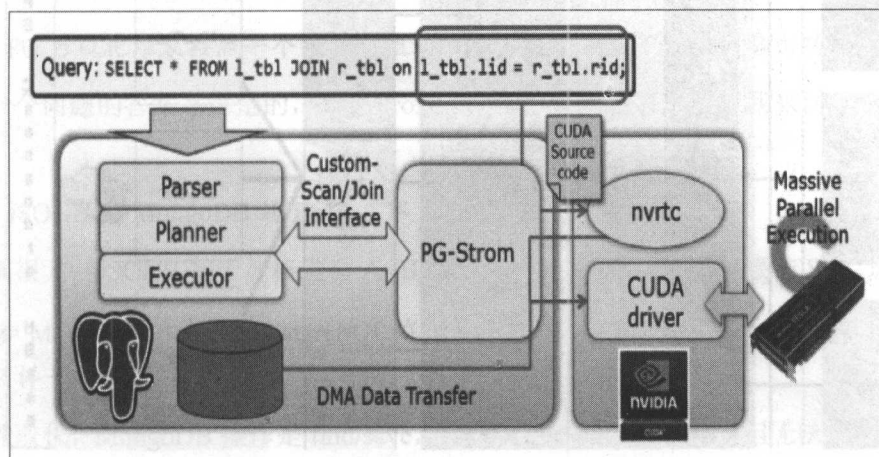 Query: SELECT * FROM l_tbl JOIN r_tbl on l_tbl.lid = r_tbl.rid;
Parser
Planner
Executor
Custom-
Scan/Join
Interface
PG-Strom
CUDA
Source
code
nvrtc
CUDA
driver
Massive
Parallel
Execution
DMA Data Transfer
NVIDIA
CUDA